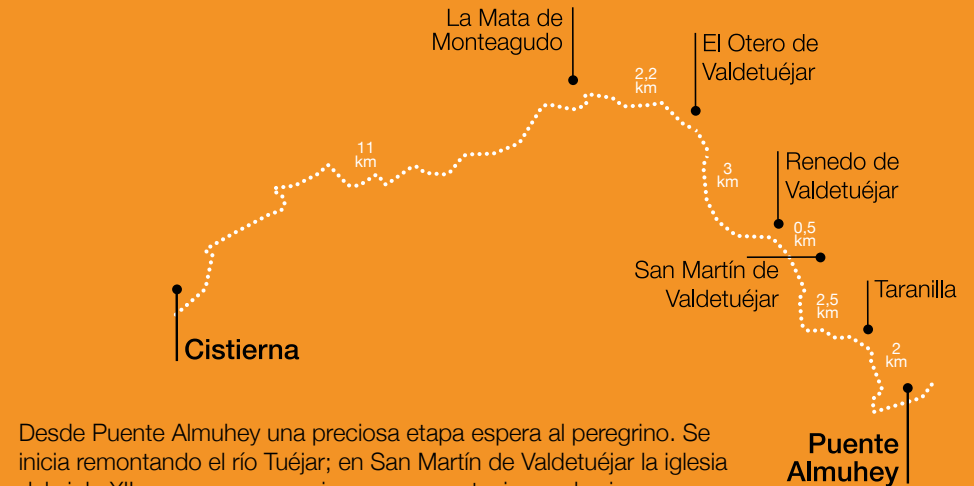 La Mata de
Monteagudo
El Otero de
Valdetuéjar
2,2
km
11
km
3
km
Renedo de
Valdetuéjar
0,5
km
San Martín de
Valdetuéjar
2,5
km
Taranilla
2
km
Cistierna
Puente
Almuhey
Desde Puente Almuhey una preciosa etapa espera al peregrino. Se
inicia remontando el río Tuéjar; en San Martín de Valdetuéjar la iglesia